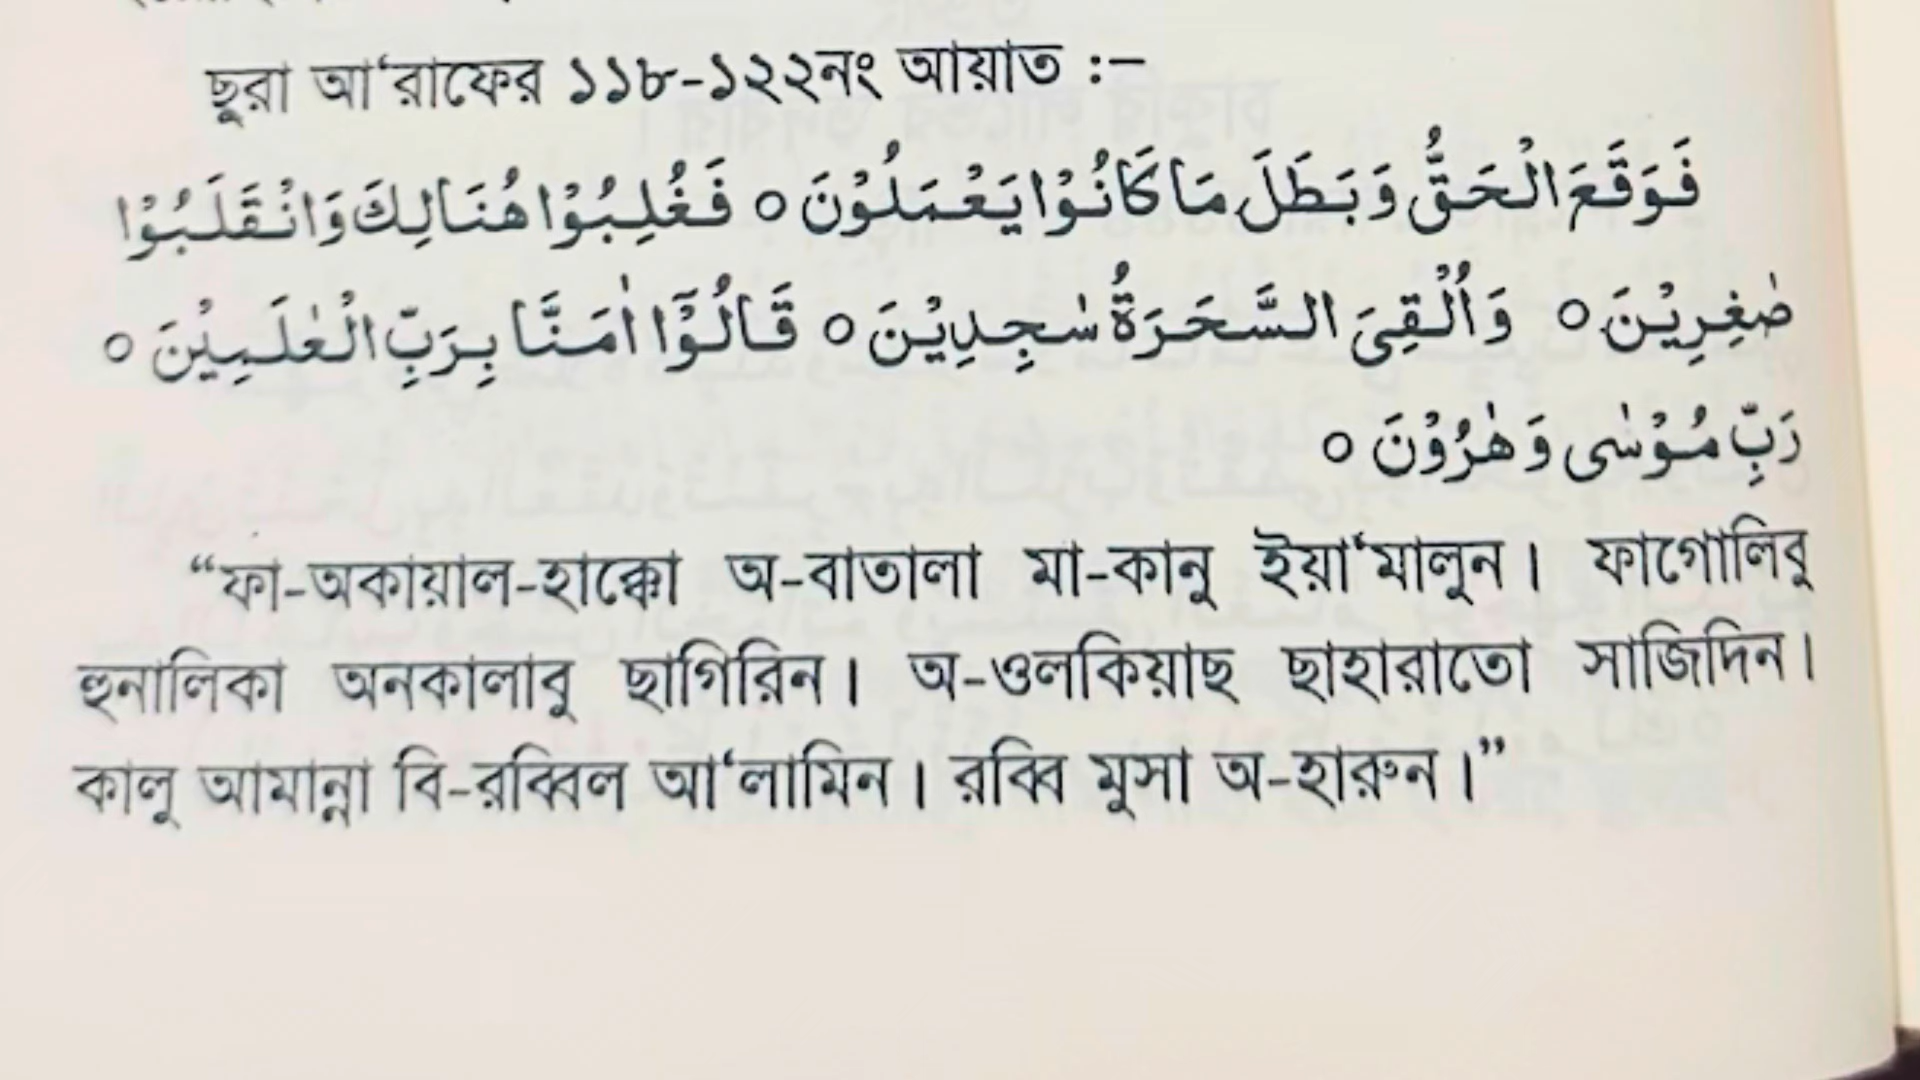 ছুরা আ‘রাফের ১১৮-১২২নং আয়াত :-
فَوَقَعَ الْحَقُّ وَبَطَلَ مَا كَانُوْا يَعْمَلُوْنَ ○ فَغُلِبُوْا هُنَالِكَ وَانْقَلَبُوْا
صٰغِرِيْنَ ○ وَاُلْقِىَ السَّحَرَةُ سٰجِدِيْنَ ○ قَالُوْٓا اٰمَنَّا بِرَبِّ الْعٰلَمِيْنَ ○
رَبِّ مُوْسٰى وَهٰرُوْنَ ○
“ফা-অকায়াল-হাক্কো অ-বাতালা মা-কানু ইয়া‘মালুন। ফাগোলিবু
হুনালিকা অনকালাবু ছাগিরিন। অ-ওলকিয়াছ ছাহারাতো সাজিদিন।
কালু আমান্না বি-রব্বিল আ‘লামিন। রব্বি মুসা অ-হারুন।”